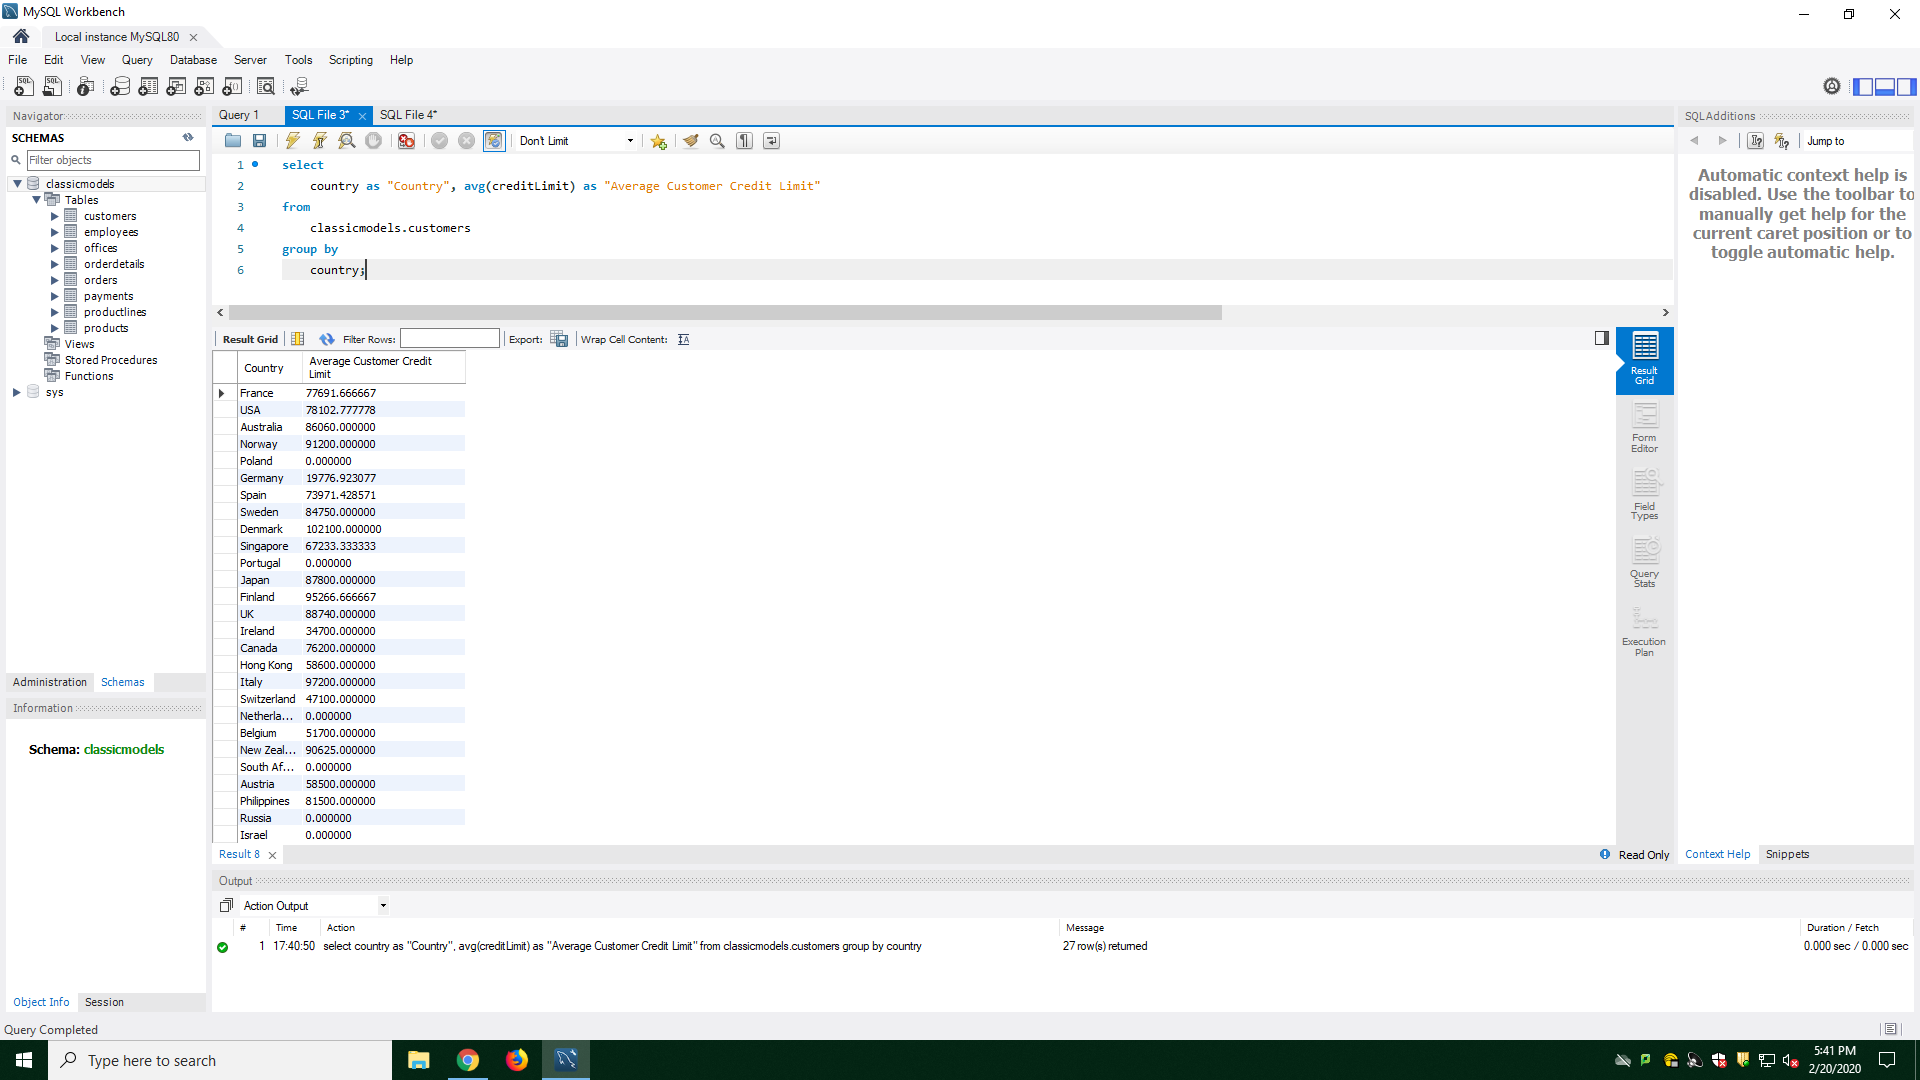 MySQL Workbench
Local instance MySQL80
File Edit View Query Database Server Tools Scripting Help
Navigator
SCHEMAS
Filter objects
classicmodels
Tables
customers
employees
offices
orderdetails
orders
payments
productlines
products
Views
Stored Procedures
Functions
sys
Administration Schemas
Information
Schema: classicmodels
Object Info Session
Query 1 SQL File 3* SQL File 4*
Don't Limit
1 select
2 country as "Country", avg(creditLimit) as "Average Customer Credit Limit"
3 from
4 classicmodels.customers
5 group by
6 country;
Result Grid Filter Rows: Export: Wrap Cell Content:
Country Average Customer Credit Limit
France 77691.666667
USA 78102.777778
Australia 86060.000000
Norway 91200.000000
Poland 0.000000
Germany 19776.923077
Spain 73971.428571
Sweden 84750.000000
Denmark 102100.000000
Singapore 67233.333333
Portugal 0.000000
Japan 87800.000000
Finland 95266.666667
UK 88740.000000
Ireland 34700.000000
Canada 76200.000000
Hong Kong 58600.000000
Italy 97200.000000
Switzerland 47100.000000
Netherla... 0.000000
Belgium 51700.000000
New Zeal... 90625.000000
South Af... 0.000000
Austria 58500.000000
Philippines 81500.000000
Russia 0.000000
Israel 0.000000
Result Grid
Form Editor
Field Types
Query Stats
Execution Plan
Result 8
Read Only
SQLAdditions
Jump to
Automatic context help is
disabled. Use the toolbar to
manually get help for the
current caret position or to
toggle automatic help.
Context Help Snippets
Output
Action Output
# Time Action Message Duration / Fetch
1 17:40:50 select country as "Country", avg(creditLimit) as "Average Customer Credit Limit" from classicmodels.customers group by country 27 row(s) returned 0.000 sec / 0.000 sec
Query Completed
Type here to search
5:41 PM
2/20/2020